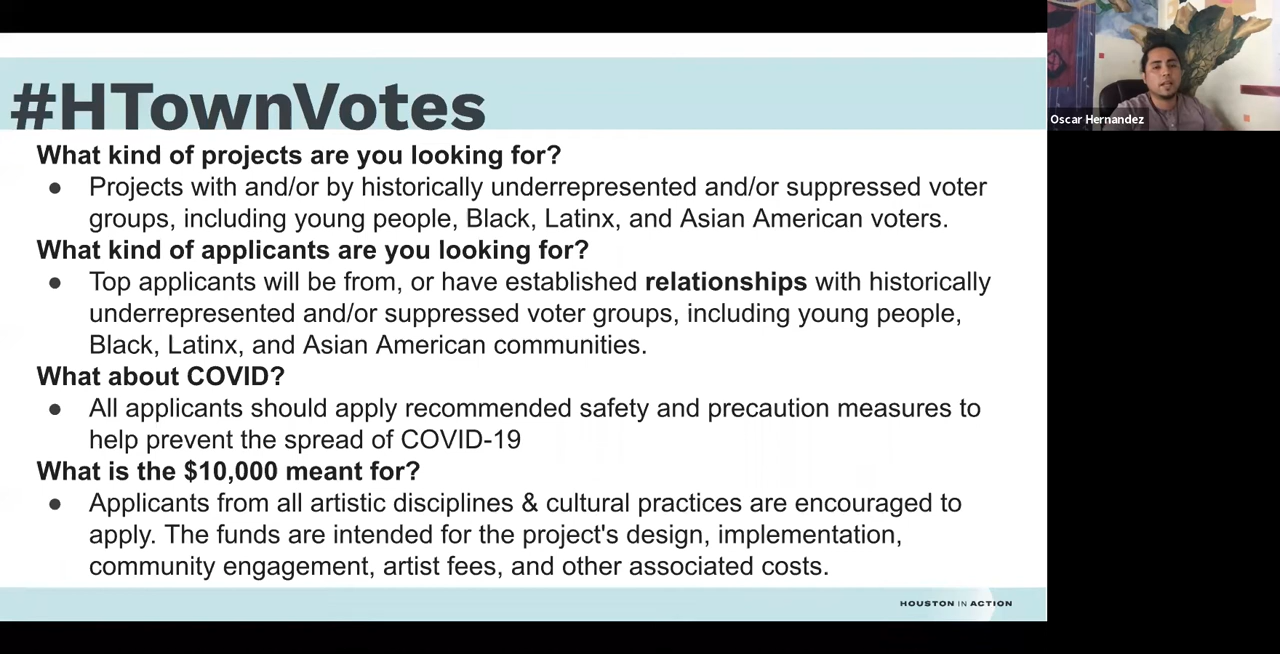 #HTownVotes
What kind of projects are you looking for?
● Projects with and/or by historically underrepresented and/or suppressed voter
groups, including young people, Black, Latinx, and Asian American voters.
What kind of applicants are you looking for?
● Top applicants will be from, or have established relationships with historically
underrepresented and/or suppressed voter groups, including young people,
Black, Latinx, and Asian American communities.
What about COVID?
● All applicants should apply recommended safety and precaution measures to
help prevent the spread of COVID-19
What is the $10,000 meant for?
● Applicants from all artistic disciplines & cultural practices are encouraged to
apply. The funds are intended for the project's design, implementation,
community engagement, artist fees, and other associated costs.
HOUSTON IN ACTION
Oscar Hernandez